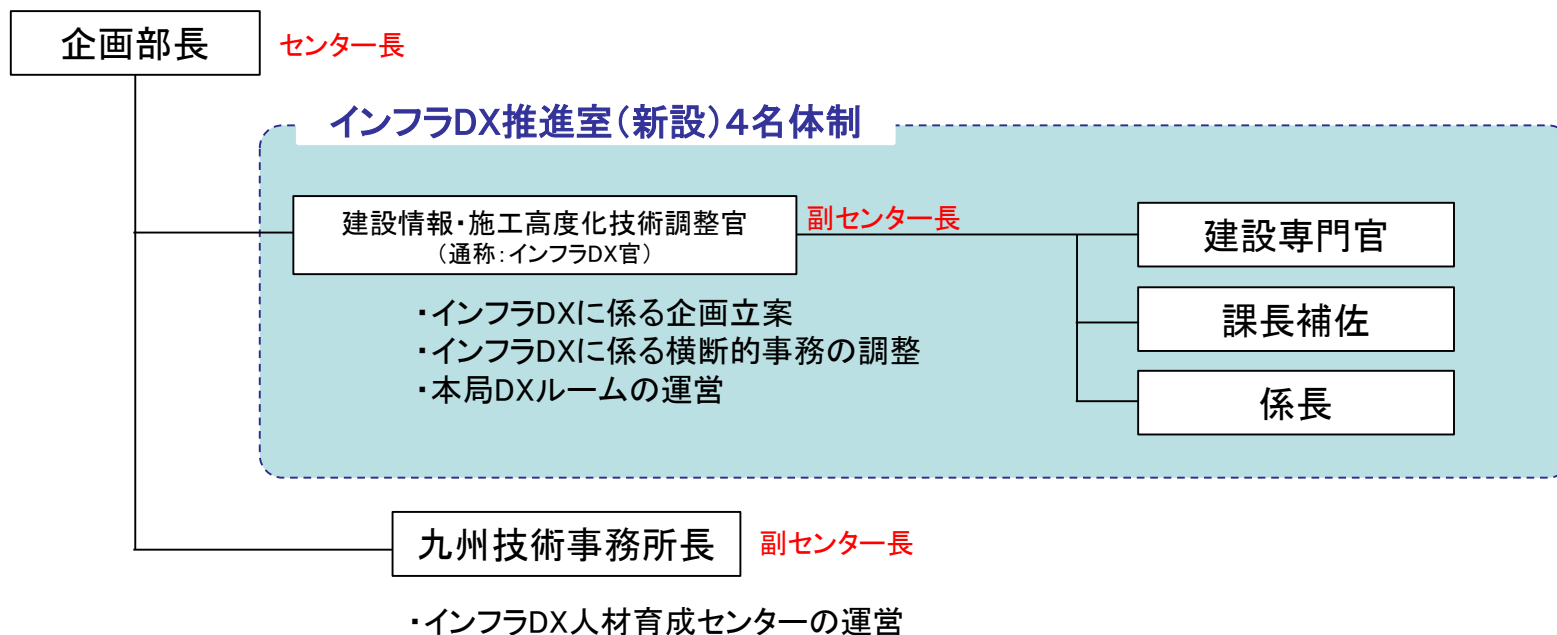 企画部長
センター長
インフラDX推進室（新設）４名体制
建設情報・施工高度化技術調整官
（通称：インフラDX官）
副センター長
建設専門官
課長補佐
係長
・インフラDXに係る企画立案
・インフラDXに係る横断的事務の調整
・本局DXルームの運営
九州技術事務所長
副センター長
・インフラDX人材育成センターの運営